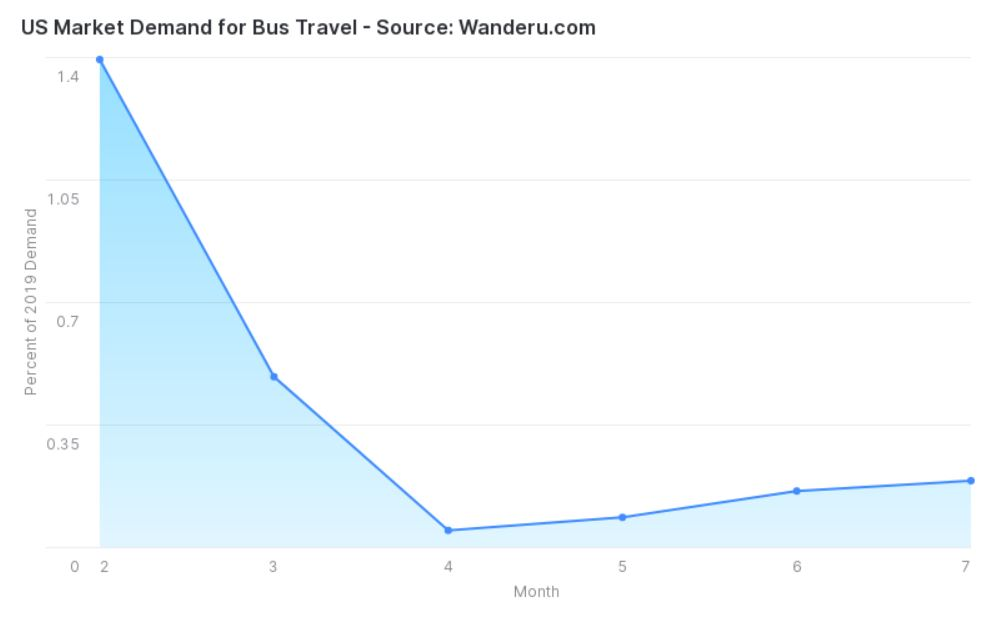 US Market Demand for Bus Travel - Source: Wanderu.com
1.4
1.05
0.7
0.35
0
Percent of 2019 Demand
2 3 4 5 6 7
Month